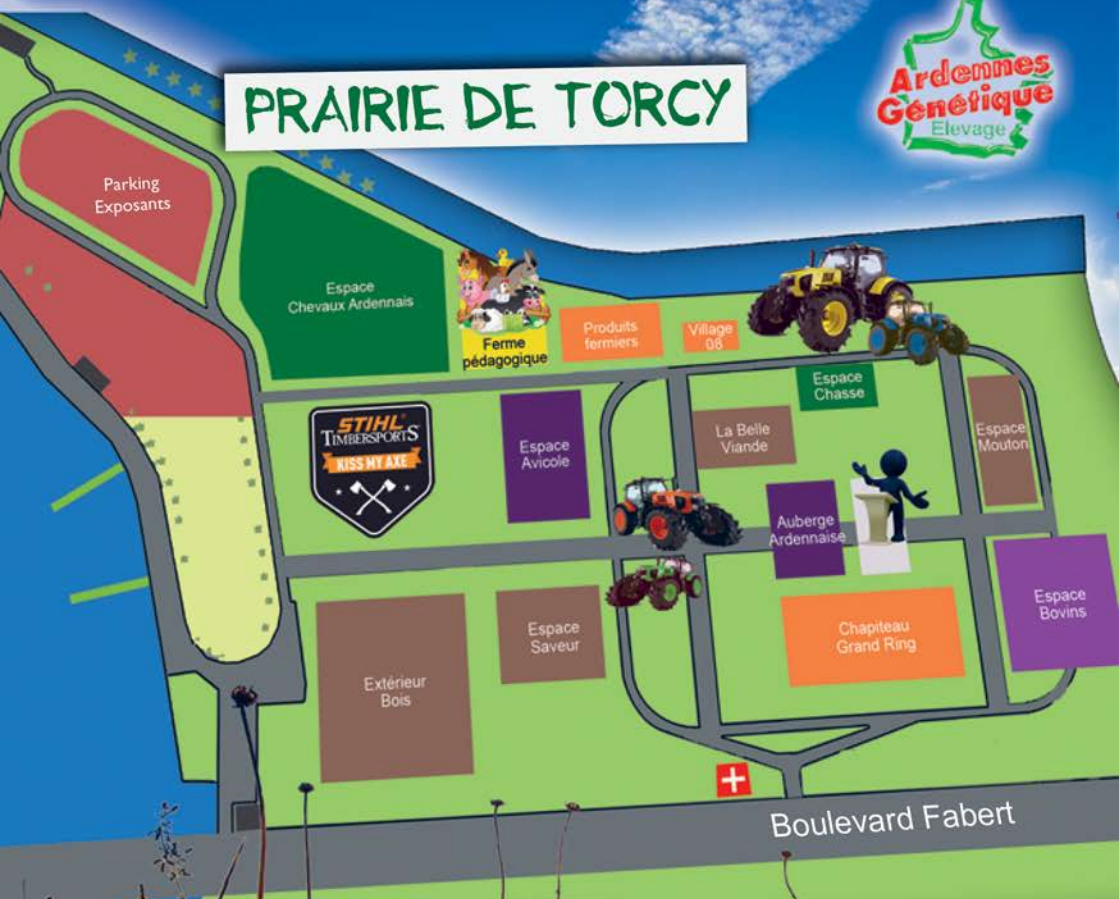 PRAIRIE DE TORCY
Ardennes
Génétique
Elevage
Parking
Exposants
Espace
Chevaux Ardennais
Ferme
pédagogique
Produits
fermiers
Village
08
Espace
Chasse
STIHL
TIMBERSPORTS
KISS MY AXE
Espace
Avicole
La Belle
Viande
Espace
Mouton
Auberge
Ardennaise
Espace
Bovins
Extérieur
Bois
Espace
Saveur
Chapiteau
Grand Ring
Boulevard Fabert